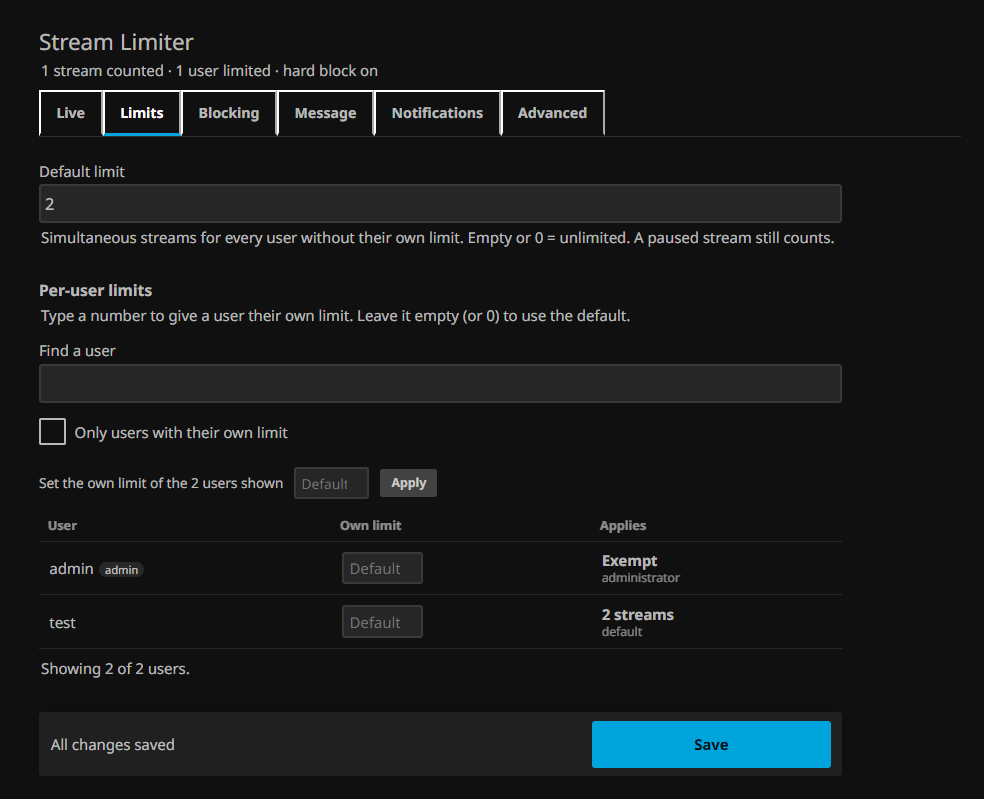 Stream Limiter
1 stream counted · 1 user limited · hard block on
Live Limits Blocking Message Notifications Advanced
Default limit
2
Simultaneous streams for every user without their own limit. Empty or 0 = unlimited. A paused stream still counts.
Per-user limits
Type a number to give a user their own limit. Leave it empty (or 0) to use the default.
Find a user
Only users with their own limit
Set the own limit of the 2 users shown Default Apply
User Own limit Applies
admin admin Default Exempt
administrator
test Default 2 streams
default
Showing 2 of 2 users.
All changes saved Save